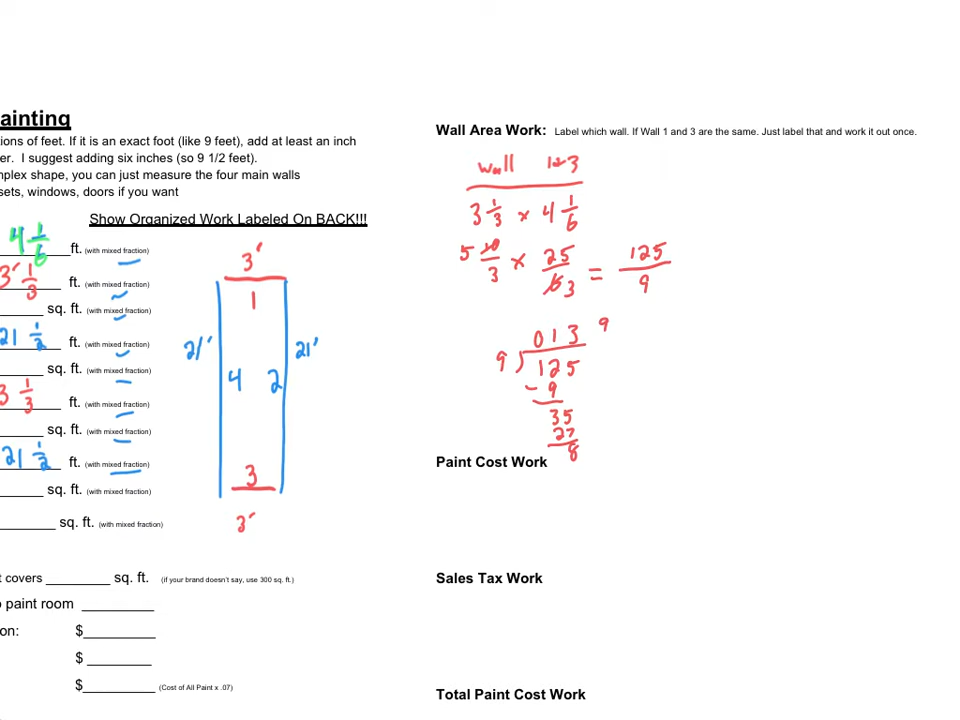 ainting
tions of feet. If it is an exact foot (like 9 feet), add at least an inch
er. I suggest adding six inches (so 9 1/2 feet).
mplex shape, you can just measure the four main walls
sets, windows, doors if you want
Show Organized Work Labeled On BACK!!!
4 1/6 ft. (with mixed fraction)
3' 1/3 ft. (with mixed fraction)
sq. ft. (with mixed fraction)
21 1/2 ft. (with mixed fraction)
sq. ft. (with mixed fraction)
3 1/3 ft. (with mixed fraction)
sq. ft. (with mixed fraction)
21 1/2 ft. (with mixed fraction)
sq. ft. (with mixed fraction)
sq. ft. (with mixed fraction)
t covers ________ sq. ft. (if your brand doesn't say, use 300 sq. ft.)
o paint room _________
on: $_________
$ ________
$_________ (Cost of All Paint x .07)
3'
1
21' 21'
4 2
3
3'
Wall Area Work: Label which wall. If Wall 1 and 3 are the same. Just label that and work it out once.
Wall 1+3
3 1/3 x 4 1/6
5 10/3 x 25/6 3 = 125/9
013 9
9 125
- 9
35
27
8
Paint Cost Work
Sales Tax Work
Total Paint Cost Work